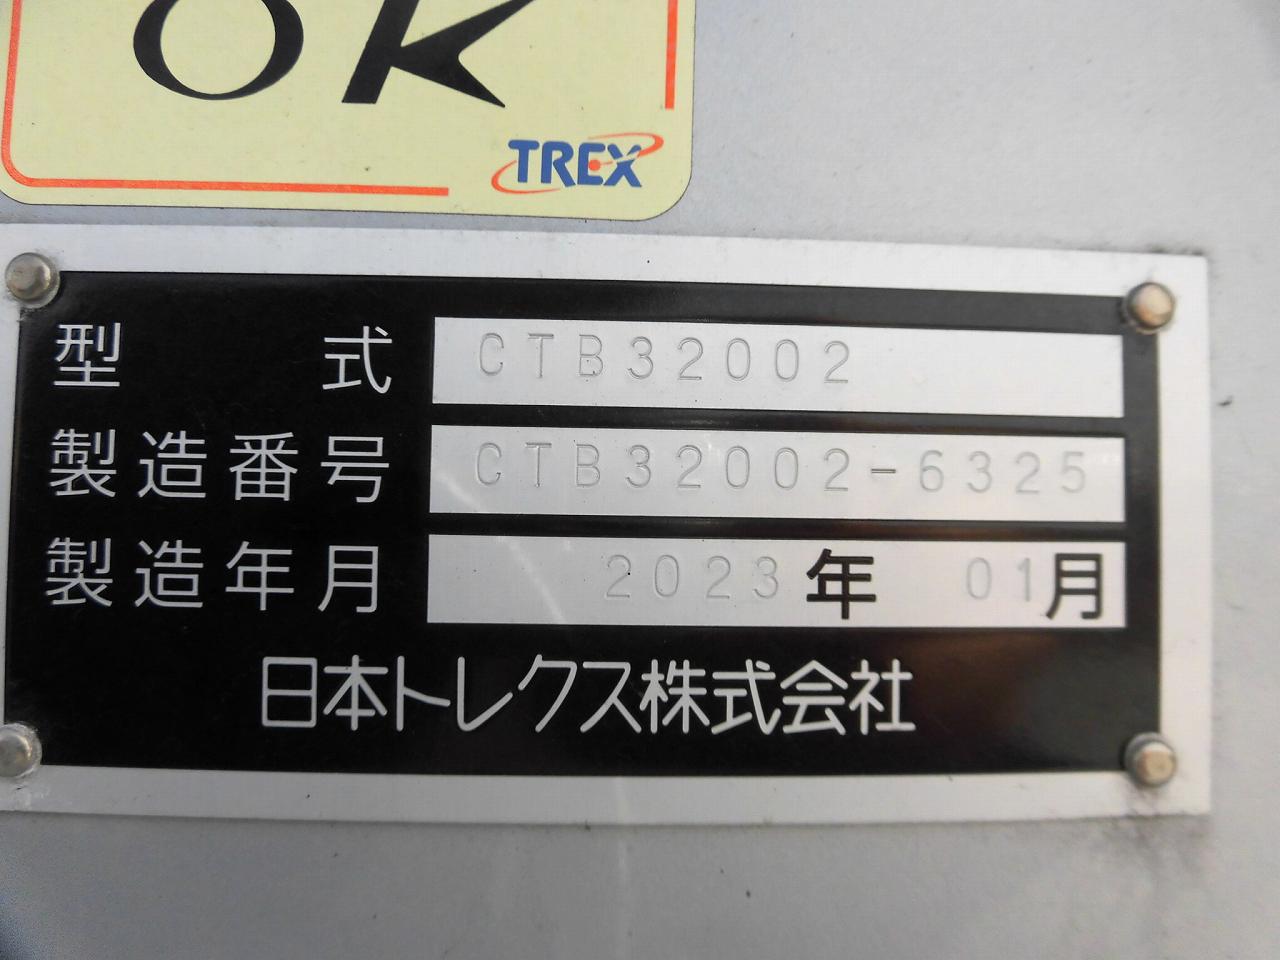 OK
TREX
型式 CTB32002
製造番号 CTB32002-6325
製造年月 2023年 01月
日本トレクス株式会社